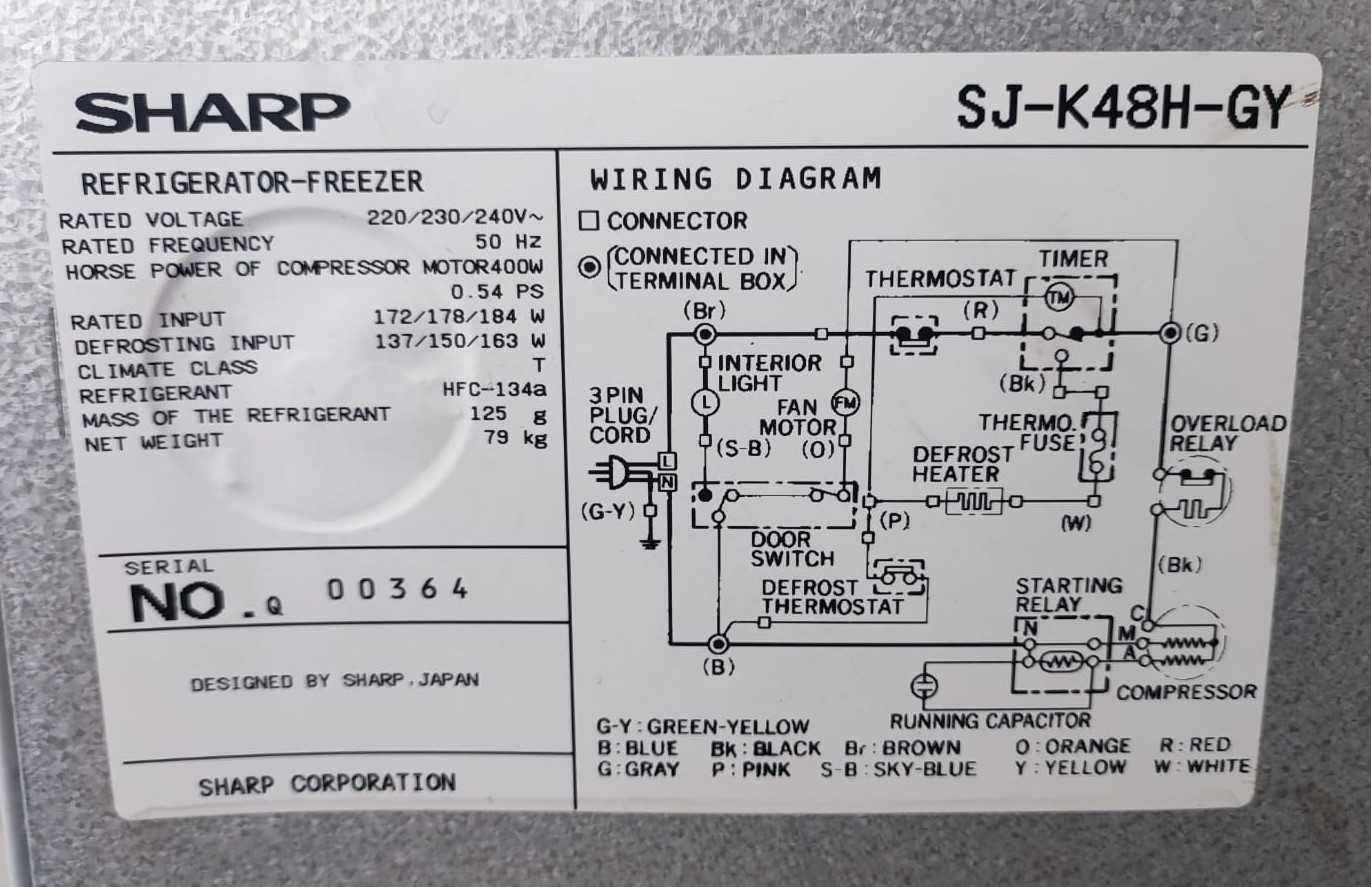 SHARP
SJ-K48H-GY
REFRIGERATOR-FREEZER
RATED VOLTAGE 220/230/240V~
RATED FREQUENCY 50 Hz
HORSE POWER OF COMPRESSOR MOTOR400W
0.54 PS
RATED INPUT 172/178/184 W
DEFROSTING INPUT 137/150/163 W
CLIMATE CLASS T
REFRIGERANT HFC-134a
MASS OF THE REFRIGERANT 125 g
NET WEIGHT 79 kg
SERIAL
NO. Q 00364
DESIGNED BY SHARP,JAPAN
SHARP CORPORATION
WIRING DIAGRAM
CONNECTOR
(CONNECTED IN
TERMINAL BOX)
TIMER
THERMOSTAT
TM
(Br)
(R)
(G)
INTERIOR
LIGHT
(Bk)
3 PIN
PLUG/
CORD
L
FAN
MOTOR
FM
THERMO.
FUSE
OVERLOAD
RELAY
(S-B)
(O)
DEFROST
HEATER
L
N
(G-Y)
(P)
(W)
DOOR
SWITCH
(Bk)
DEFROST
THERMOSTAT
STARTING
RELAY
N
C
M
A
(B)
COMPRESSOR
RUNNING CAPACITOR
G-Y:GREEN-YELLOW
B:BLUE Bk:BLACK Br:BROWN O:ORANGE R:RED
G:GRAY P:PINK S-B:SKY-BLUE Y:YELLOW W:WHITE